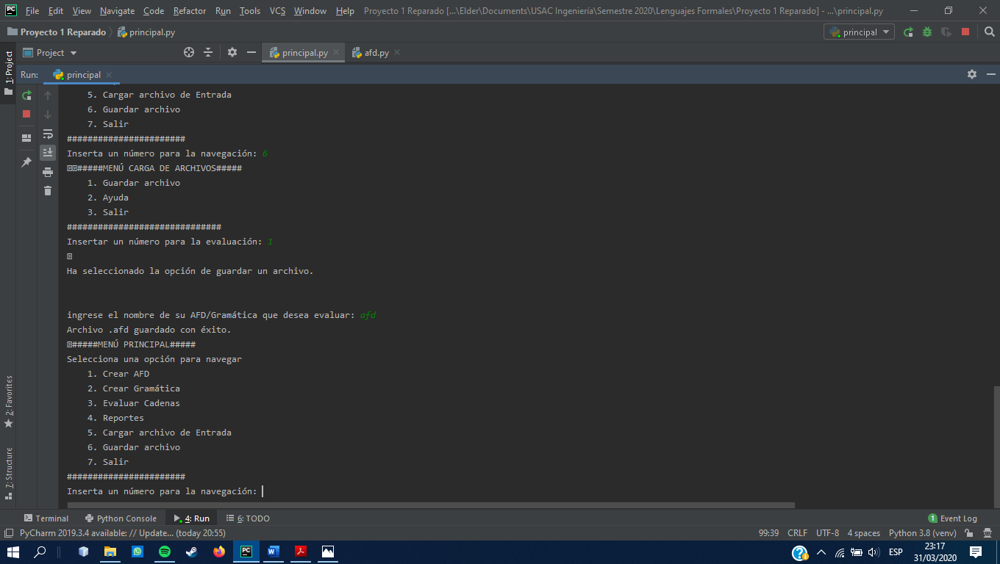 File Edit View Navigate Code Refactor Run Tools VCS Window Help Proyecto 1 Reparado [...\Elder\Documents\USAC Ingeniería\Semestre 2020\Lenguajes Formales\Proyecto 1 Reparado] - ...\principal.py
Proyecto 1 Reparado principal.py principal
Project principal.py afd.py
1: Project
Run: principal
5. Cargar archivo de Entrada
6. Guardar archivo
7. Salir
#######################
Inserta un número para la navegación: 6
#####MENÚ CARGA DE ARCHIVOS#####
1. Guardar archivo
2. Ayuda
3. Salir
##############################
Insertar un número para la evaluación: 1
Ha seleccionado la opción de guardar un archivo.
ingrese el nombre de su AFD/Gramática que desea evaluar: afd
Archivo .afd guardado con éxito.
#####MENÚ PRINCIPAL#####
Selecciona una opción para navegar
1. Crear AFD
2. Crear Gramática
3. Evaluar Cadenas
4. Reportes
5. Cargar archivo de Entrada
6. Guardar archivo
7. Salir
#######################
Inserta un número para la navegación:
2: Favorites
7: Structure
Terminal Python Console 4: Run 6: TODO 1 Event Log
PyCharm 2019.3.4 available: // Update... (today 20:55) 99:39 CRLF UTF-8 4 spaces Python 3.8 (venv)
ESP 23:17
31/03/2020